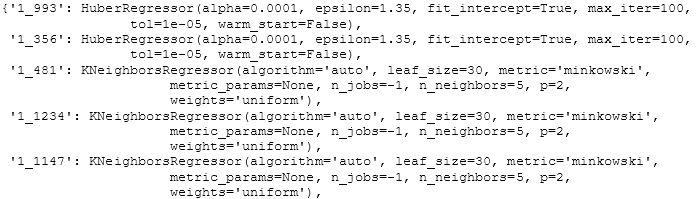 {'1_993': HuberRegressor(alpha=0.0001, epsilon=1.35, fit_intercept=True, max_iter=100,
tol=1e-05, warm_start=False),
'1_356': HuberRegressor(alpha=0.0001, epsilon=1.35, fit_intercept=True, max_iter=100,
tol=1e-05, warm_start=False),
'1_481': KNeighborsRegressor(algorithm='auto', leaf_size=30, metric='minkowski',
metric_params=None, n_jobs=-1, n_neighbors=5, p=2,
weights='uniform'),
'1_1234': KNeighborsRegressor(algorithm='auto', leaf_size=30, metric='minkowski',
metric_params=None, n_jobs=-1, n_neighbors=5, p=2,
weights='uniform'),
'1_1147': KNeighborsRegressor(algorithm='auto', leaf_size=30, metric='minkowski',
metric_params=None, n_jobs=-1, n_neighbors=5, p=2,
weights='uniform'),